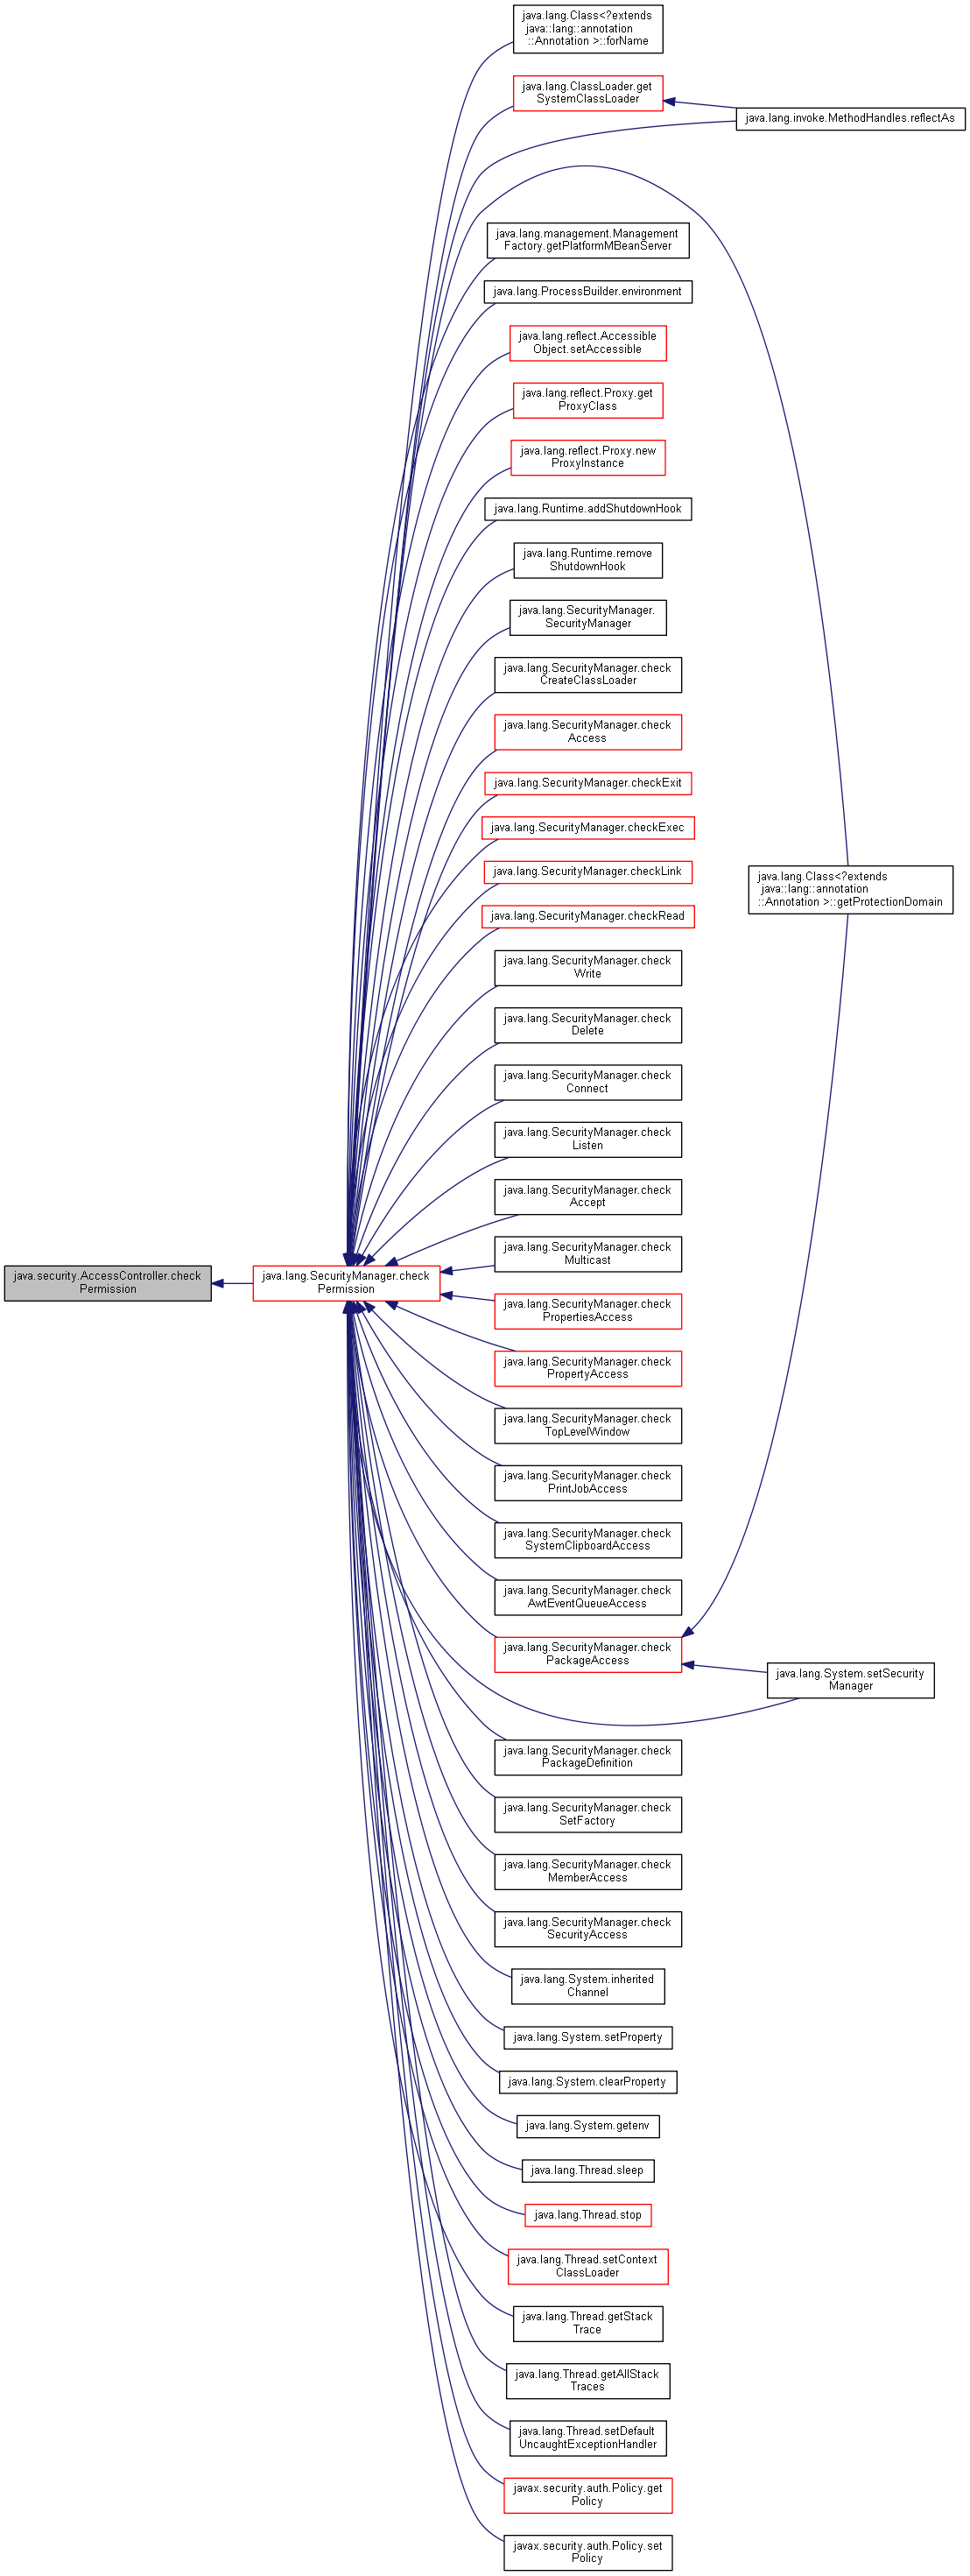 java.lang.Class<?extends
java::lang::annotation
::Annotation >::forName
java.lang.ClassLoader.get
SystemClassLoader
java.lang.invoke.MethodHandles.reflectAs
java.lang.management.Management
Factory.getPlatformMBeanServer
java.lang.ProcessBuilder.environment
java.lang.reflect.Accessible
Object.setAccessible
java.lang.reflect.Proxy.get
ProxyClass
java.lang.reflect.Proxy.new
ProxyInstance
java.lang.Runtime.addShutdownHook
java.lang.Runtime.remove
ShutdownHook
java.lang.SecurityManager.
SecurityManager
java.lang.SecurityManager.check
CreateClassLoader
java.lang.SecurityManager.check
Access
java.lang.SecurityManager.checkExit
java.lang.SecurityManager.checkExec
java.lang.SecurityManager.checkLink
java.lang.Class<?extends
java::lang::annotation
::Annotation >::getProtectionDomain
java.lang.SecurityManager.checkRead
java.lang.SecurityManager.check
Write
java.lang.SecurityManager.check
Delete
java.lang.SecurityManager.check
Connect
java.lang.SecurityManager.check
Listen
java.lang.SecurityManager.check
Accept
java.lang.SecurityManager.check
Multicast
java.security.AccessController.check
Permission
java.lang.SecurityManager.check
Permission
java.lang.SecurityManager.check
PropertiesAccess
java.lang.SecurityManager.check
PropertyAccess
java.lang.SecurityManager.check
TopLevelWindow
java.lang.SecurityManager.check
PrintJobAccess
java.lang.SecurityManager.check
SystemClipboardAccess
java.lang.SecurityManager.check
AwtEventQueueAccess
java.lang.SecurityManager.check
PackageAccess
java.lang.System.setSecurity
Manager
java.lang.SecurityManager.check
PackageDefinition
java.lang.SecurityManager.check
SetFactory
java.lang.SecurityManager.check
MemberAccess
java.lang.SecurityManager.check
SecurityAccess
java.lang.System.inherited
Channel
java.lang.System.setProperty
java.lang.System.clearProperty
java.lang.System.getenv
java.lang.Thread.sleep
java.lang.Thread.stop
java.lang.Thread.setContext
ClassLoader
java.lang.Thread.getStack
Trace
java.lang.Thread.getAllStack
Traces
java.lang.Thread.setDefault
UncaughtExceptionHandler
javax.security.auth.Policy.get
Policy
javax.security.auth.Policy.set
Policy